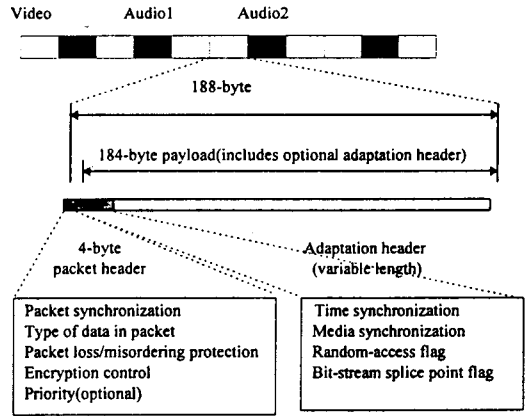 Video Audio1 Audio2
188-byte
184-byte payload(includes optional adaptation header)
4-byte
packet header
Adaptation header
(variable length)
Packet synchronization
Type of data in packet
Packet loss/misordering protection
Encryption control
Priority(optional)
Time synchronization
Media synchronization
Random-access flag
Bit-stream splice point flag